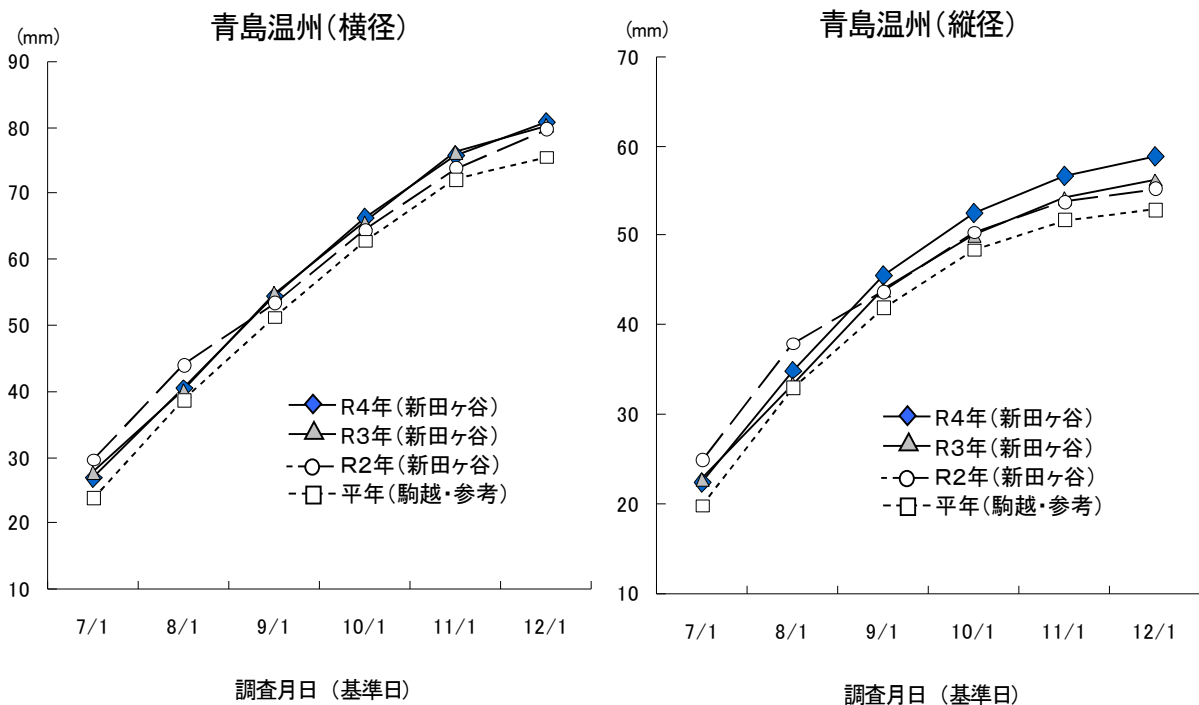 青島温州(横径)
(mm)
90
80
70
60
50
40
30
20
10
7/1 8/1 9/1 10/1 11/1 12/1
R4年(新田ヶ谷)
R3年(新田ヶ谷)
R2年(新田ヶ谷)
平年(駒越・参考)
調査月日 (基準日)
青島温州(縦径)
(mm)
70
60
50
40
30
20
10
7/1 8/1 9/1 10/1 11/1 12/1
R4年(新田ヶ谷)
R3年(新田ヶ谷)
R2年(新田ヶ谷)
平年(駒越・参考)
調査月日 (基準日)